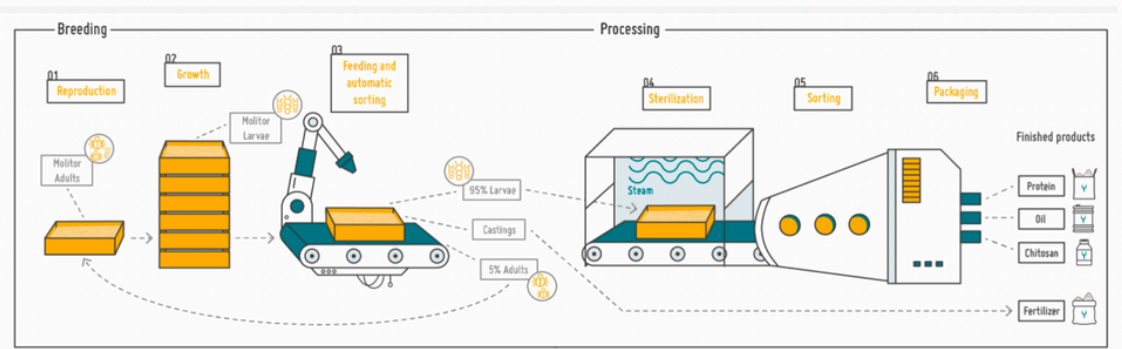 Breeding
Processing
01
Reproduction
02
Growth
03
Feeding and
automatic
sorting
04
Sterilization
05
Sorting
06
Packaging
Molitor
Adults
Molitor
Larvae
95% Larvae
Castings
5% Adults
Steam
Finished products
Protein
Y
Oil
Y
Chitosan
Y
Fertilizer
Y